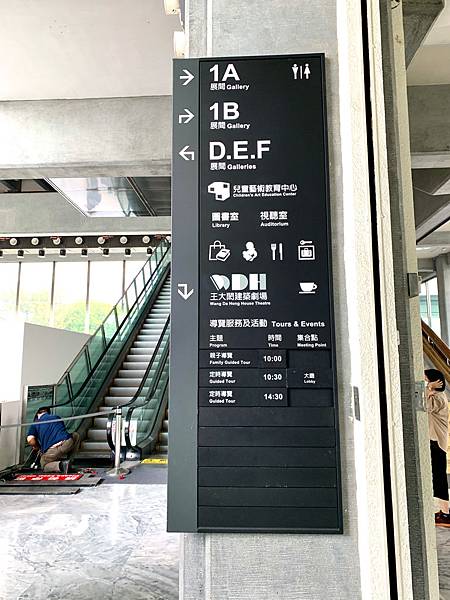 1A
展間 Gallery
1B
展間 Gallery
D.E.F
展間 Galleries
兒童藝術教育中心
Children's Art Education Center
圖書室 視聽室
Library Auditorium
WDH
王大閎建築劇場
Wang Da Hong House Theatre
導覽服務及活動 Tours & Events
主題 時間 集合點
Program Time Meeting Point
親子導覽 10:00
Family Guided Tour
定時導覽 10:30 大廳
Guided Tour Lobby
定時導覽 14:30
Guided Tour